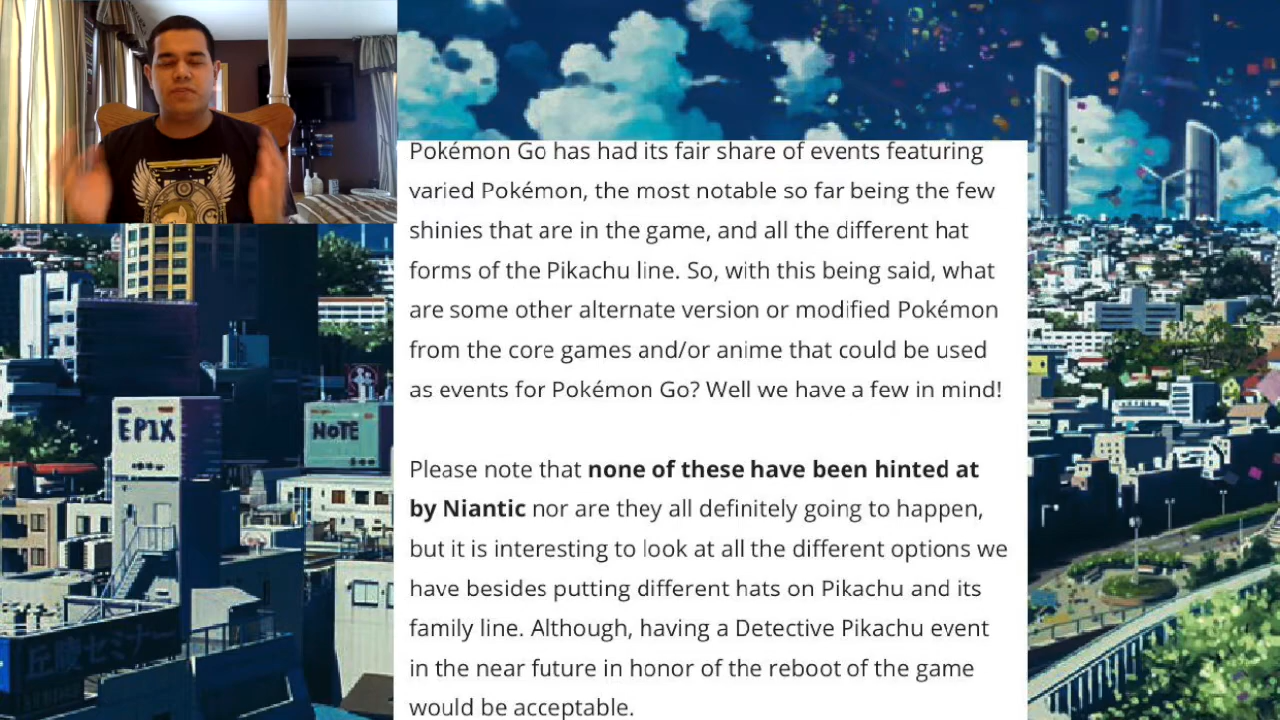 Pokémon Go has had its fair share of events featuring
varied Pokémon, the most notable so far being the few
shinies that are in the game, and all the different hat
forms of the Pikachu line. So, with this being said, what
are some other alternate version or modified Pokémon
from the core games and/or anime that could be used
as events for Pokémon Go? Well we have a few in mind!
EP1X
NOTE
Please note that none of these have been hinted at
by Niantic nor are they all definitely going to happen,
but it is interesting to look at all the different options we
have besides putting different hats on Pikachu and its
family line. Although, having a Detective Pikachu event
in the near future in honor of the reboot of the game
would be acceptable.
丘陵セミナー